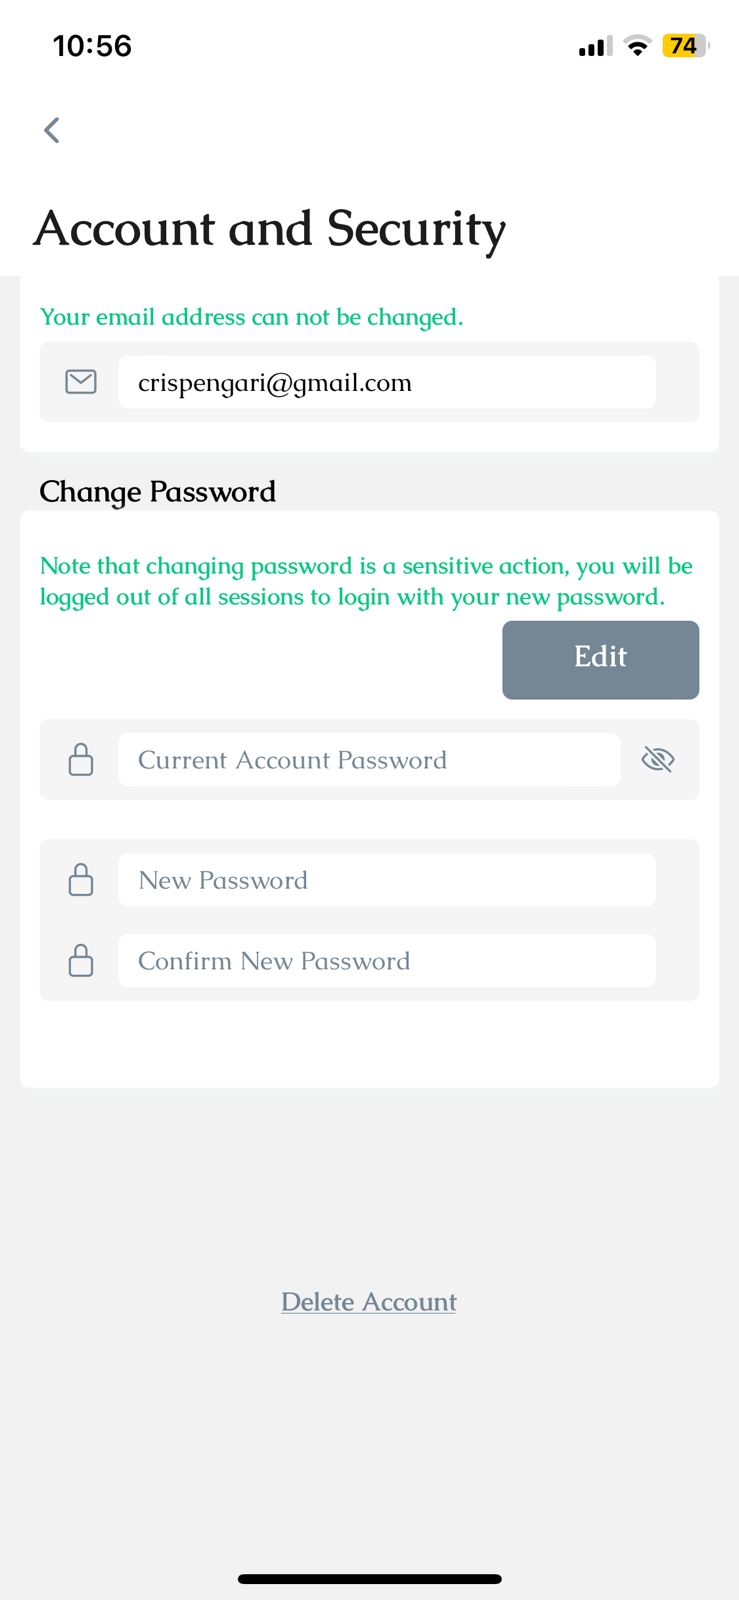 10:56
74
Account and Security
Your email address can not be changed.
crispengari@gmail.com
Change Password
Note that changing password is a sensitive action, you will be
logged out of all sessions to login with your new password.
Edit
Current Account Password
New Password
Confirm New Password
Delete Account